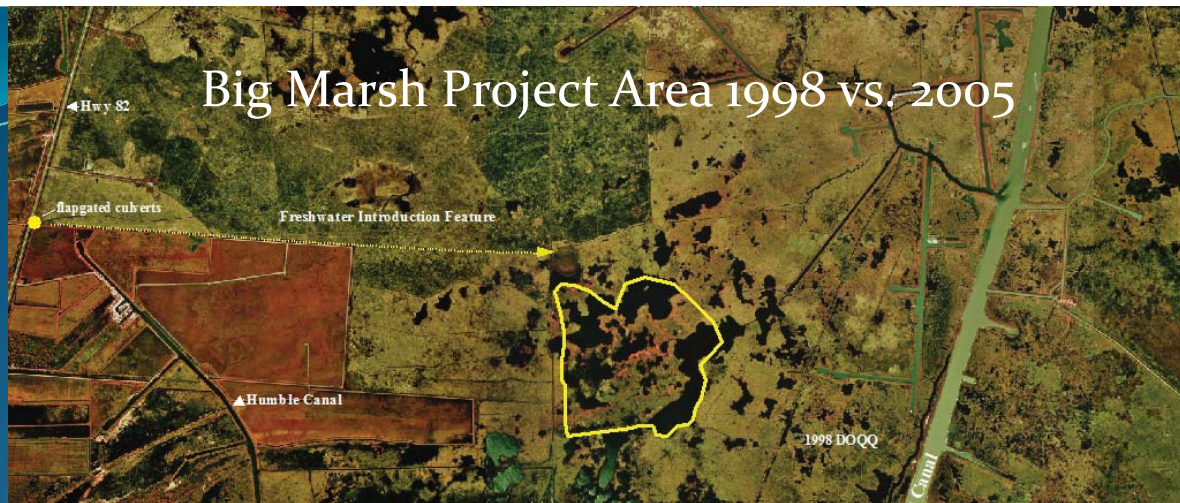 Big Marsh Project Area 1998 vs. 2005
Hwy 82
flapgated culverts
Freshwater Introduction Feature
Humble Canal
1998 DOQQ
Canal